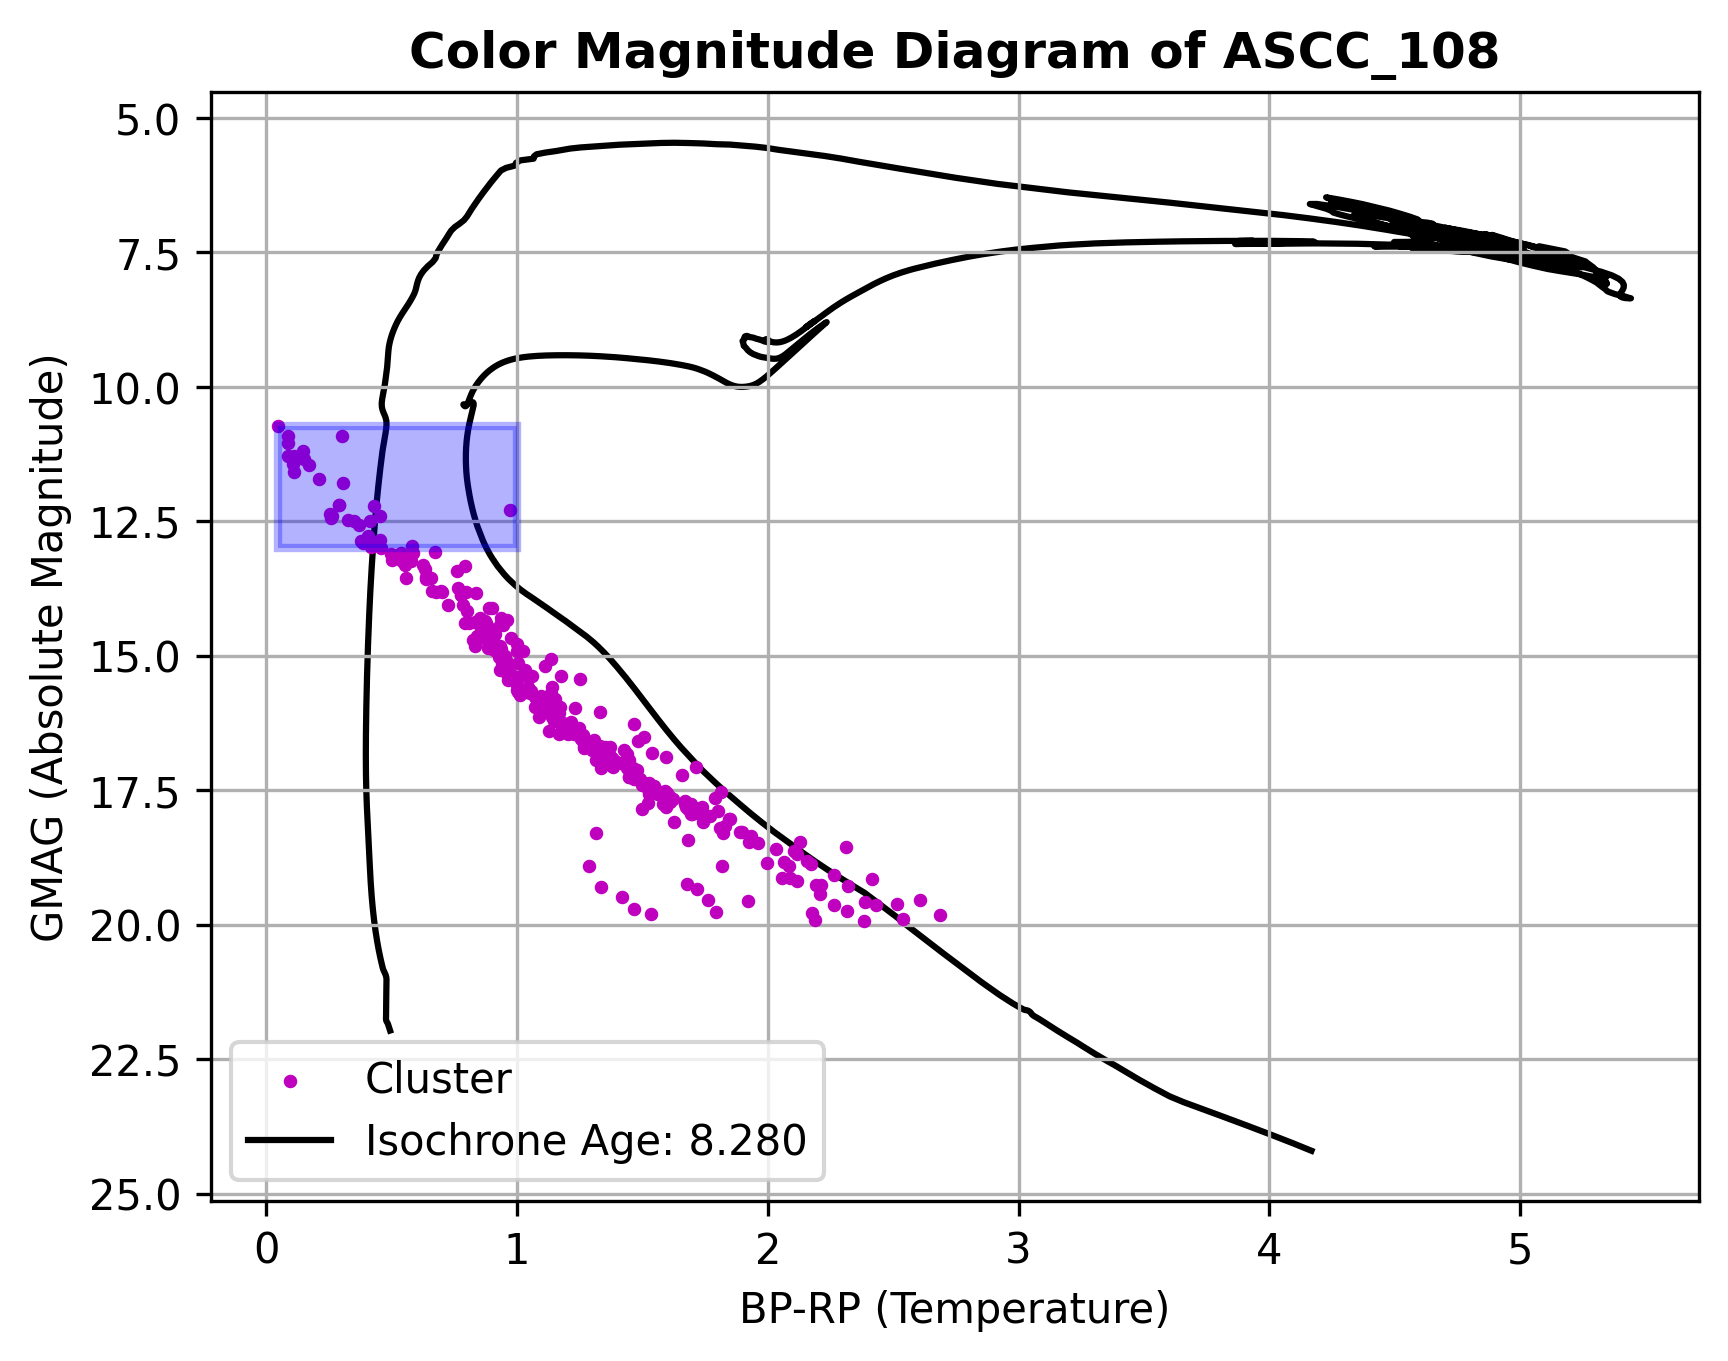 Color Magnitude Diagram of ASCC_108
GMAG (Absolute Magnitude)
5.0
7.5
10.0
12.5
15.0
17.5
20.0
22.5
25.0
Cluster
Isochrone Age: 8.280
0 1 2 3 4 5
BP-RP (Temperature)